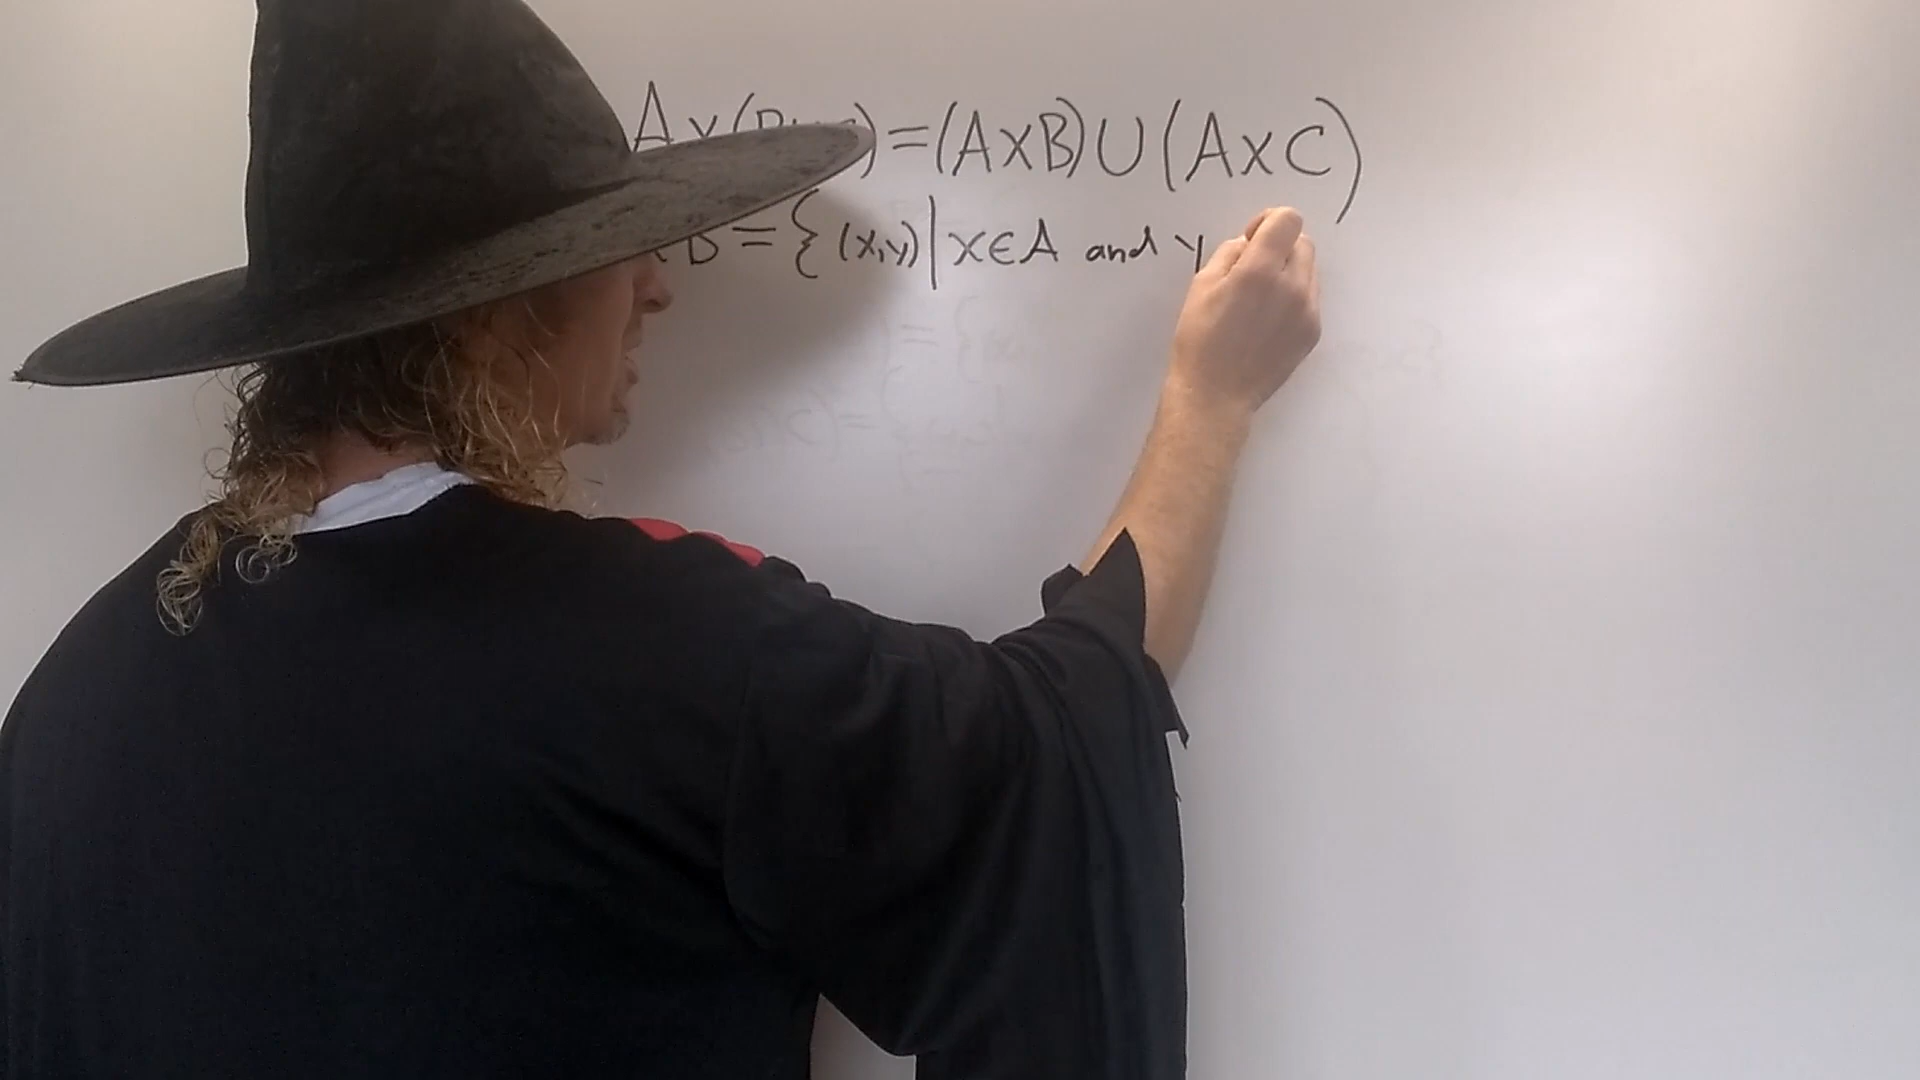 A×(B∪C)=(A×B)∪(A×C)
×B={(x,y)|x∈A and y